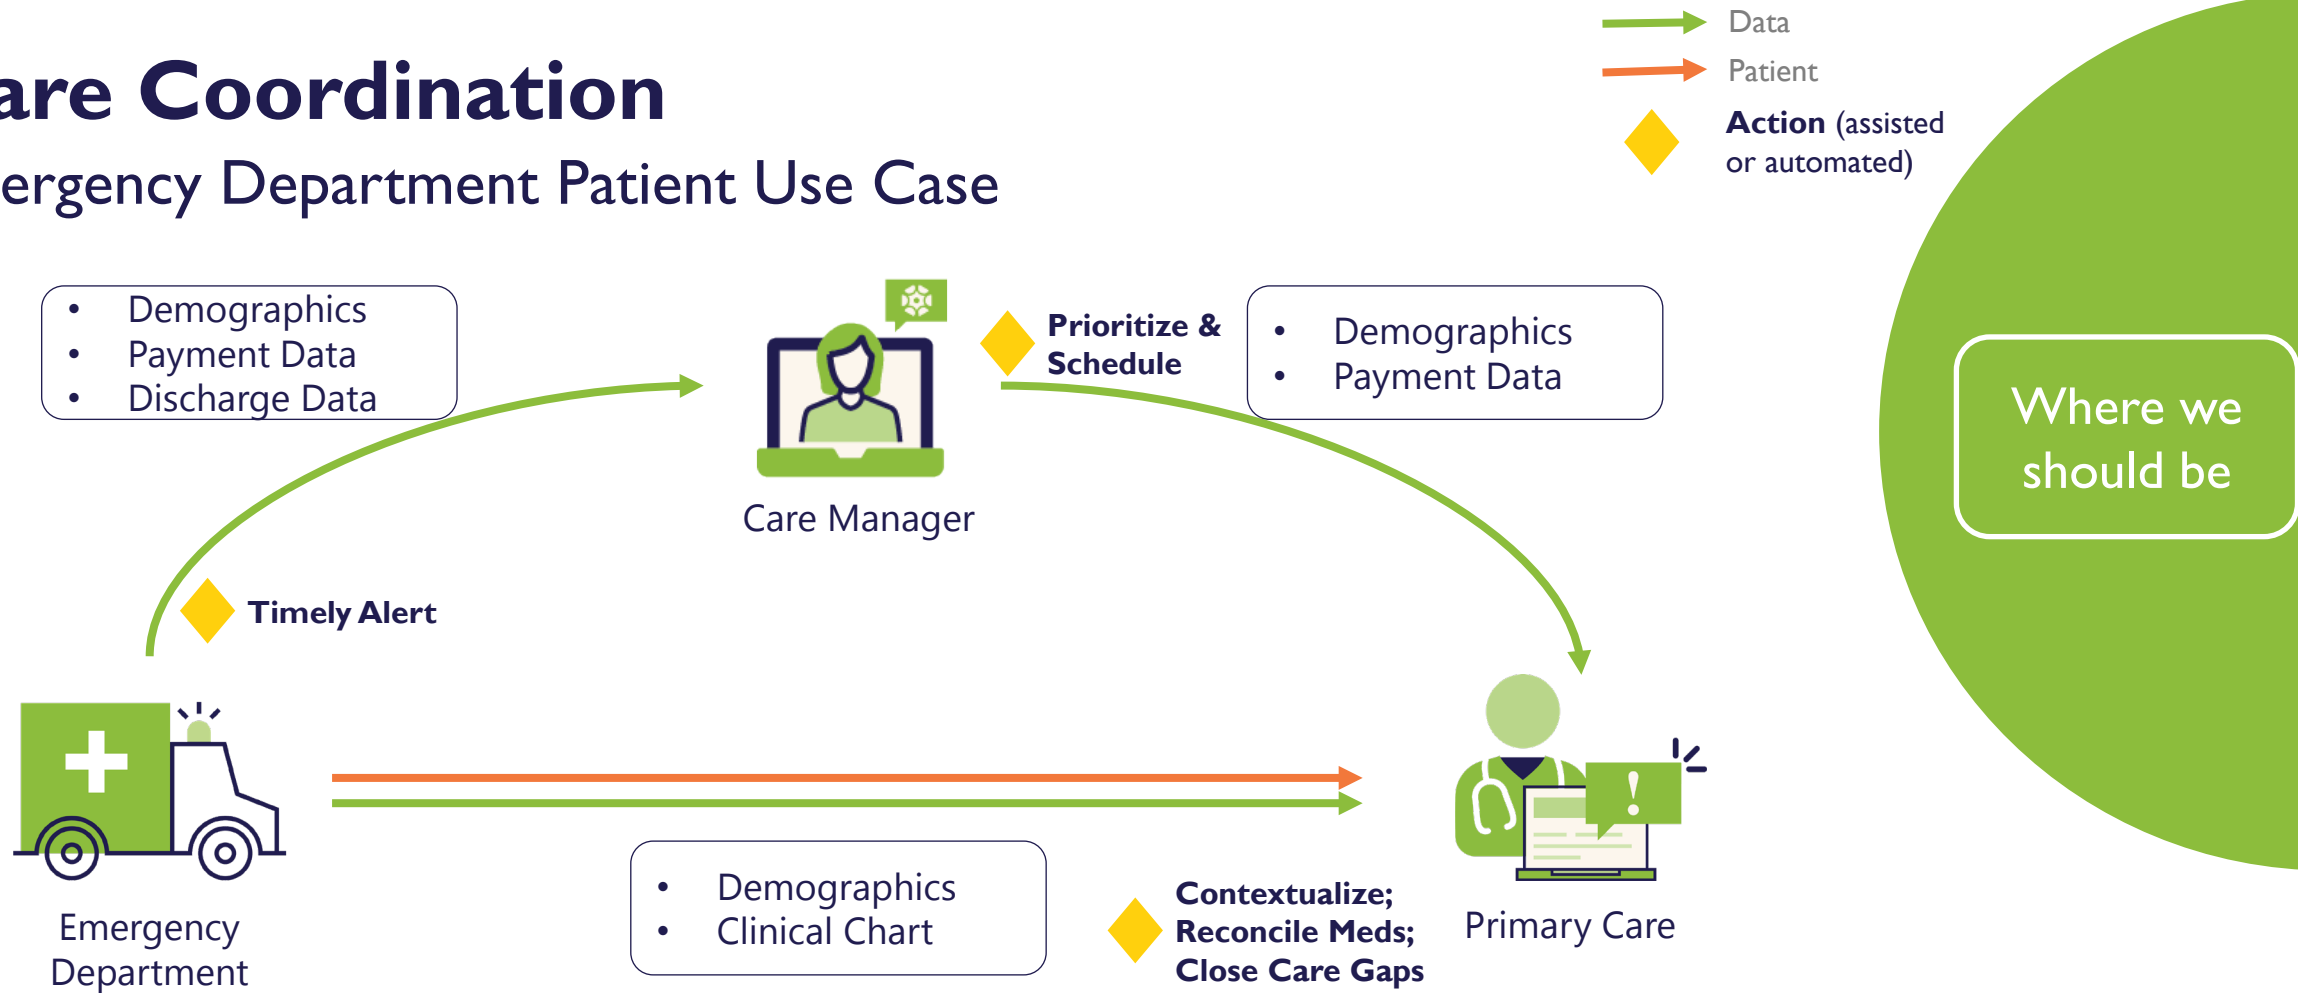 are Coordination
ergency Department Patient Use Case
Data
Patient
Action (assisted
or automated)
• Demographics
• Payment Data
• Discharge Data
Prioritize &
Schedule
• Demographics
• Payment Data
Where we
should be
Care Manager
Timely Alert
!
• Demographics
• Clinical Chart
Contextualize;
Reconcile Meds;
Close Care Gaps
Emergency
Department
Primary Care